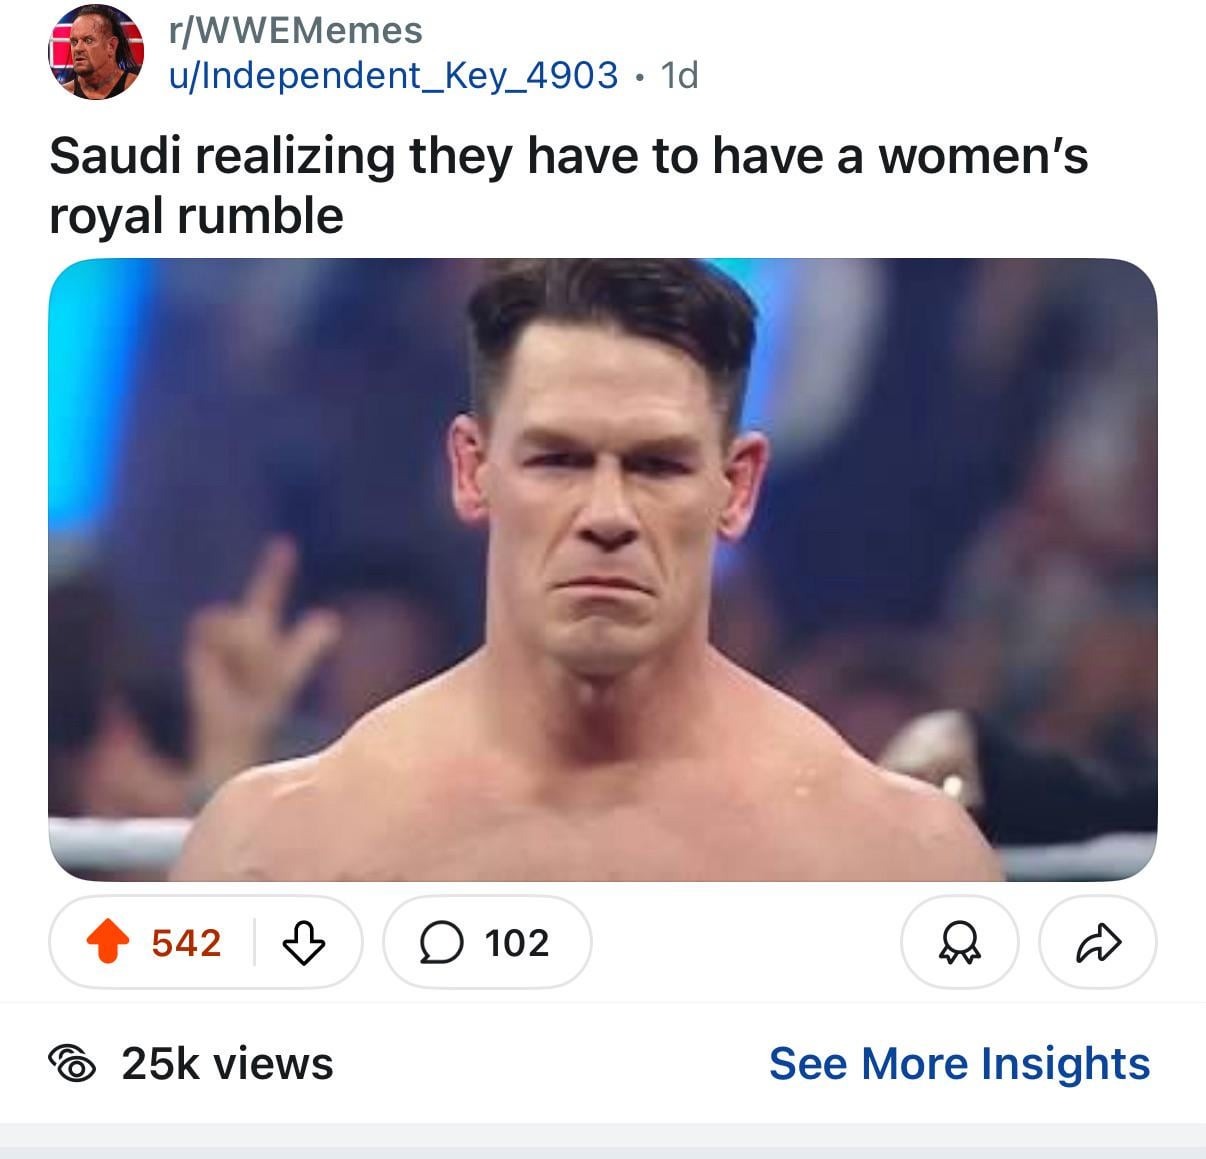 r/WWEMemes
u/Independent_Key_4903 • 1d
Saudi realizing they have to have a women’s
royal rumble
542 102
25k views See More Insights